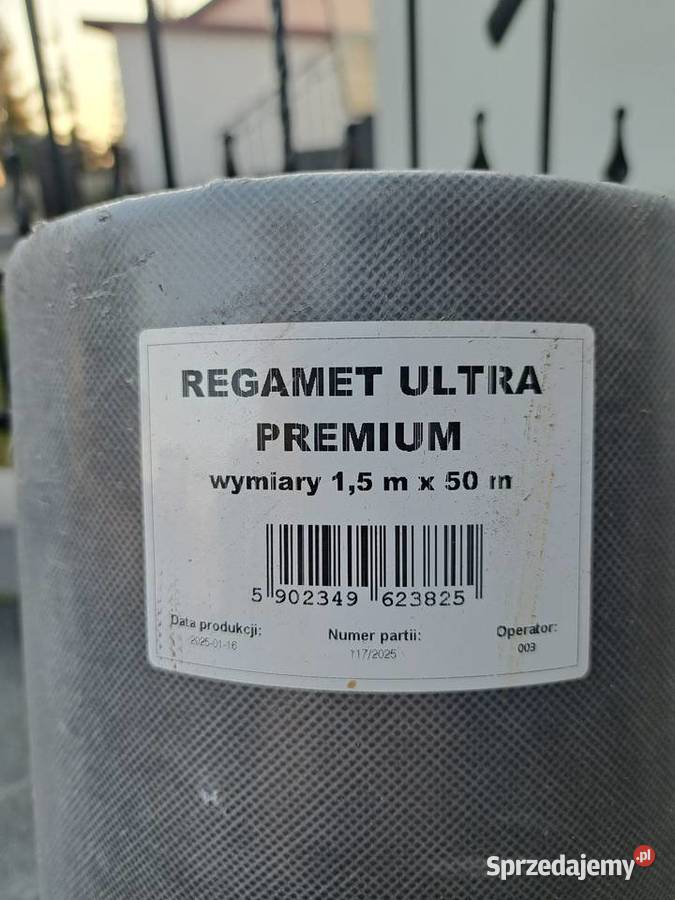 REGAMET ULTRA
PREMIUM
wymiary 1,5 m x 50 m
5 902349 623825
Data produkcji:
2025-01-16
Numer partii:
117/2025
Operator:
003
Sprzedajemy.pl